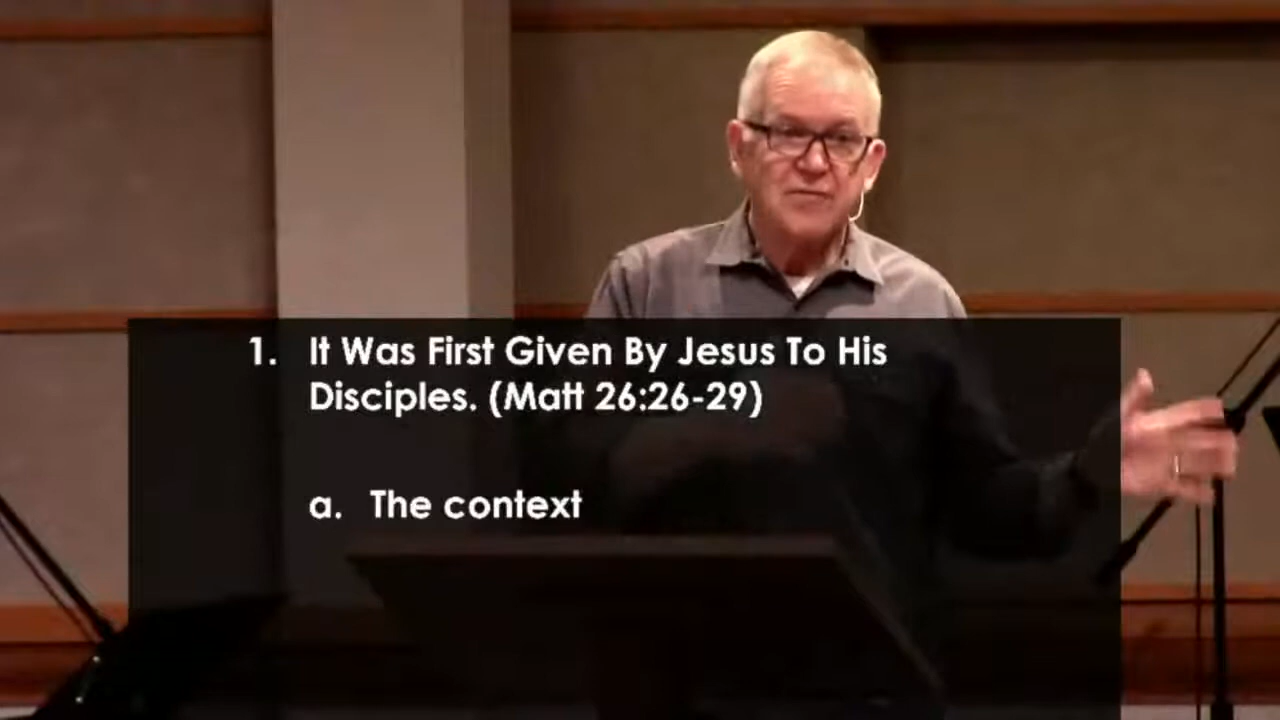 1. It Was First Given By Jesus To His
Disciples. (Matt 26:26-29)
a. The context